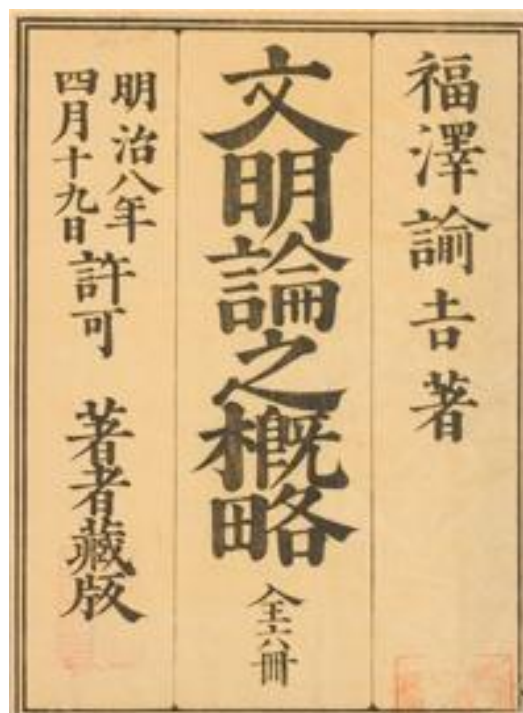 福澤諭吉著
文明論之概略
全六冊
明治八年
四月十九日
許可
著者藏版